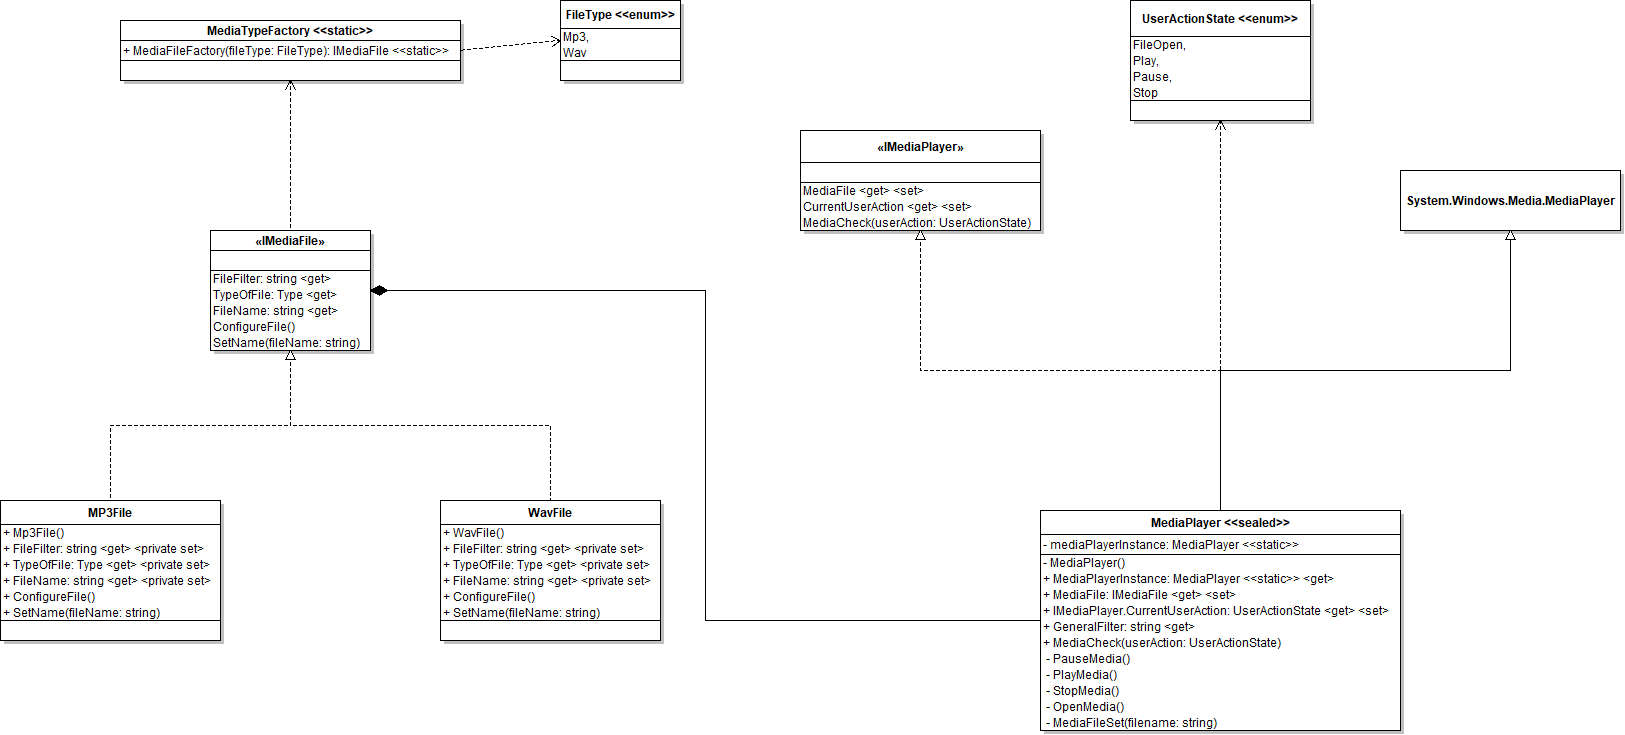 MediaTypeFactory <<static>>
+ MediaFileFactory(fileType: FileType): IMediaFile <<static>>
FileType <<enum>>
Mp3,
Wav
UserActionState <<enum>>
FileOpen,
Play,
Pause,
Stop
«IMediaPlayer»
MediaFile <get> <set>
CurrentUserAction <get> <set>
MediaCheck(userAction: UserActionState)
System.Windows.Media.MediaPlayer
«IMediaFile»
FileFilter: string <get>
TypeOfFile: Type <get>
FileName: string <get>
ConfigureFile()
SetName(fileName: string)
MP3File
+ Mp3File()
+ FileFilter: string <get> <private set>
+ TypeOfFile: Type <get> <private set>
+ FileName: string <get> <private set>
+ ConfigureFile()
+ SetName(fileName: string)
WavFile
+ WavFile()
+ FileFilter: string <get> <private set>
+ TypeOfFile: Type <get> <private set>
+ FileName: string <get> <private set>
+ ConfigureFile()
+ SetName(fileName: string)
MediaPlayer <<sealed>>
- mediaPlayerInstance: MediaPlayer <<static>>
- MediaPlayer()
+ MediaPlayerInstance: MediaPlayer <<static>> <get>
+ MediaFile: IMediaFile <get> <set>
+ IMediaPlayer.CurrentUserAction: UserActionState <get> <set>
+ GeneralFilter: string <get>
+ MediaCheck(userAction: UserActionState)
- PauseMedia()
- PlayMedia()
- StopMedia()
- OpenMedia()
- MediaFileSet(filename: string)